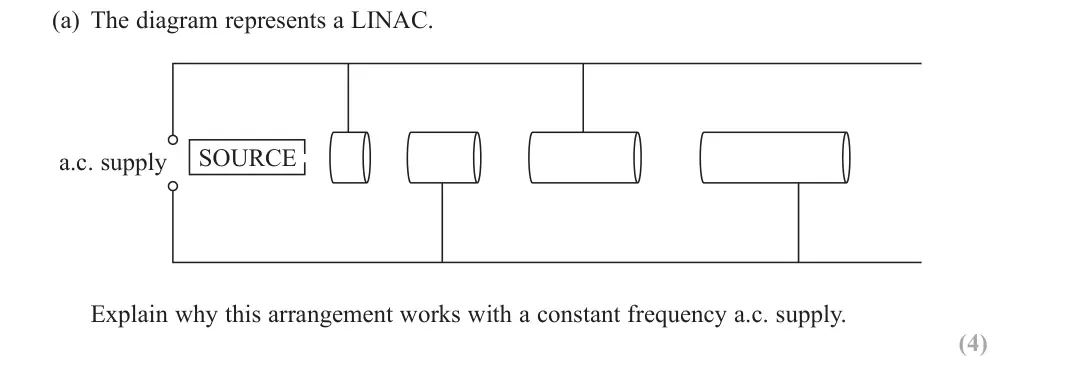 (a) The diagram represents a LINAC.
SOURCE
a.c. supply
Explain why this arrangement works with a constant frequency a.c. supply.
(4)